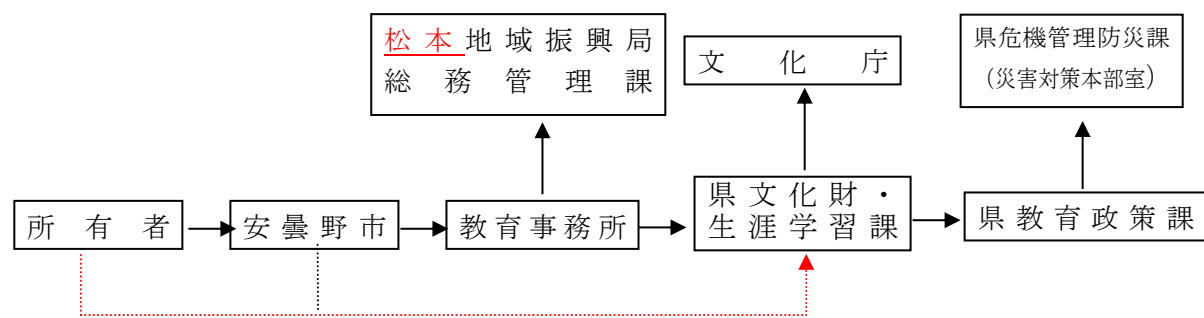 松本地域振興局
総務管理課
文化庁
県危機管理防災課
（災害対策本部室）
所有者
安曇野市
教育事務所
県文化財・
生涯学習課
県教育政策課